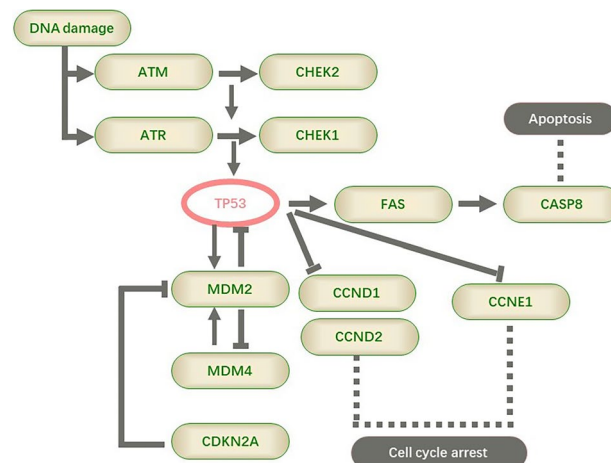 DNA damage
ATM
CHEK2
Apoptosis
ATR
CHEK1
TP53
FAS
CASP8
MDM2
CCND1
CCNE1
CCND2
MDM4
CDKN2A
Cell cycle arrest